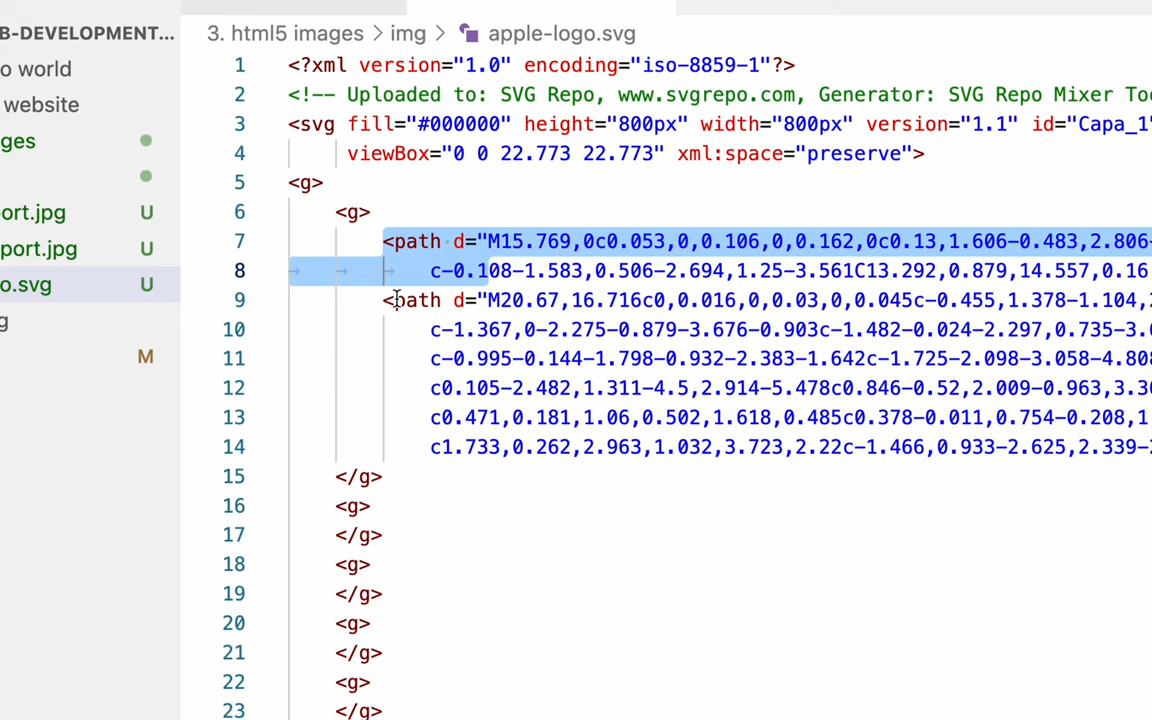 B-DEVELOPMENT...
o world
website
ges
ort.jpg U
port.jpg U
o.svg U
g
M
3. html5 images > img > apple-logo.svg
1 <?xml version="1.0" encoding="iso-8859-1"?>
2 <!-- Uploaded to: SVG Repo, www.svgrepo.com, Generator: SVG Repo Mixer Too
3 <svg fill="#000000" height="800px" width="800px" version="1.1" id="Capa_1"
4 viewBox="0 0 22.773 22.773" xml:space="preserve">
5 <g>
6 <g>
7 <path d="M15.769,0c0.053,0,0.106,0,0.162,0c0.13,1.606-0.483,2.806-
8 c-0.108-1.583,0.506-2.694,1.25-3.561C13.292,0.879,14.557,0.16
9 <path d="M20.67,16.716c0,0.016,0,0.03,0,0.045c-0.455,1.378-1.104,
10 c-1.367,0-2.275-0.879-3.676-0.903c-1.482-0.024-2.297,0.735-3.6
11 c-0.995-0.144-1.798-0.932-2.383-1.642c-1.725-2.098-3.058-4.808
12 c0.105-2.482,1.311-4.5,2.914-5.478c0.846-0.52,2.009-0.963,3.30
13 c0.471,0.181,1.06,0.502,1.618,0.485c0.378-0.011,0.754-0.208,1
14 c1.733,0.262,2.963,1.032,3.723,2.22c-1.466,0.933-2.625,2.339-2
15 </g>
16 <g>
17 </g>
18 <g>
19 </g>
20 <g>
21 </g>
22 <g>
23 </g>